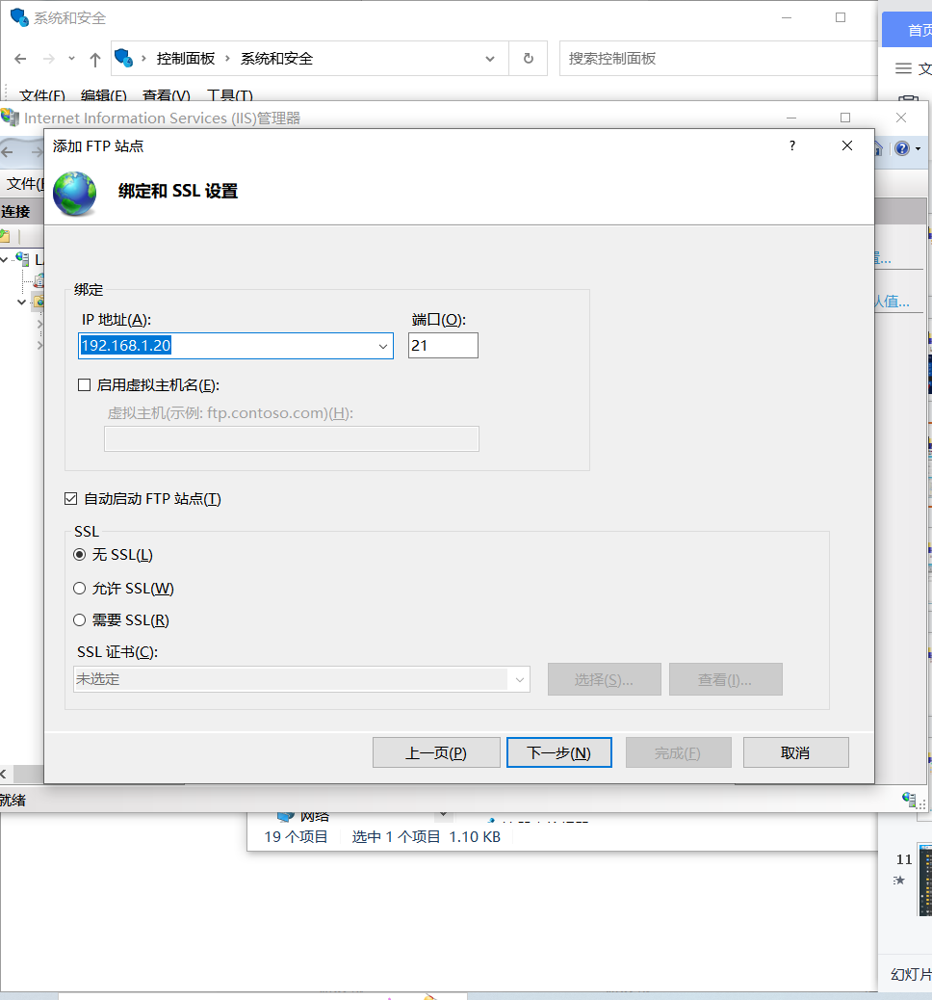 系统和安全
控制面板 系统和安全
搜索控制面板
首页
文件(F) 编辑(E) 查看(V) 工具(T)
Internet Information Services (IIS)管理器
添加 FTP 站点
?
绑定和 SSL 设置
文件(F
连接
绑定
IP 地址(A):
端口(O):
192.168.1.20
21
启用虚拟主机名(E):
虚拟主机(示例: ftp.contoso.com)(H):
自动启动 FTP 站点(T)
SSL
无 SSL(L)
允许 SSL(W)
需要 SSL(R)
SSL 证书(C):
未选定
选择(S)...
查看(I)...
上一页(P)
下一步(N)
完成(F)
取消
就绪
网络
19 个项目 选中 1 个项目 1.10 KB
11
幻灯片